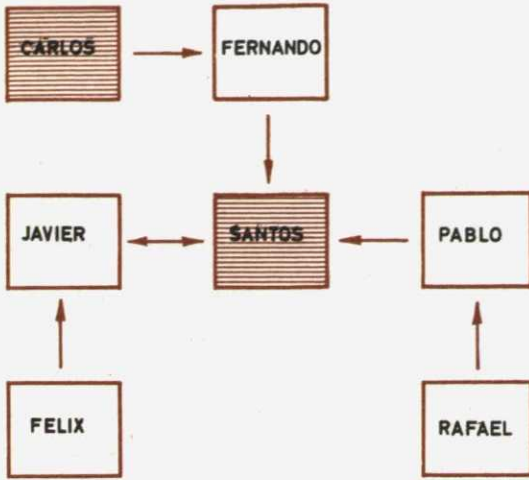 CARLOS
FERNANDO
JAVIER
SANTOS
PABLO
FELIX
RAFAEL